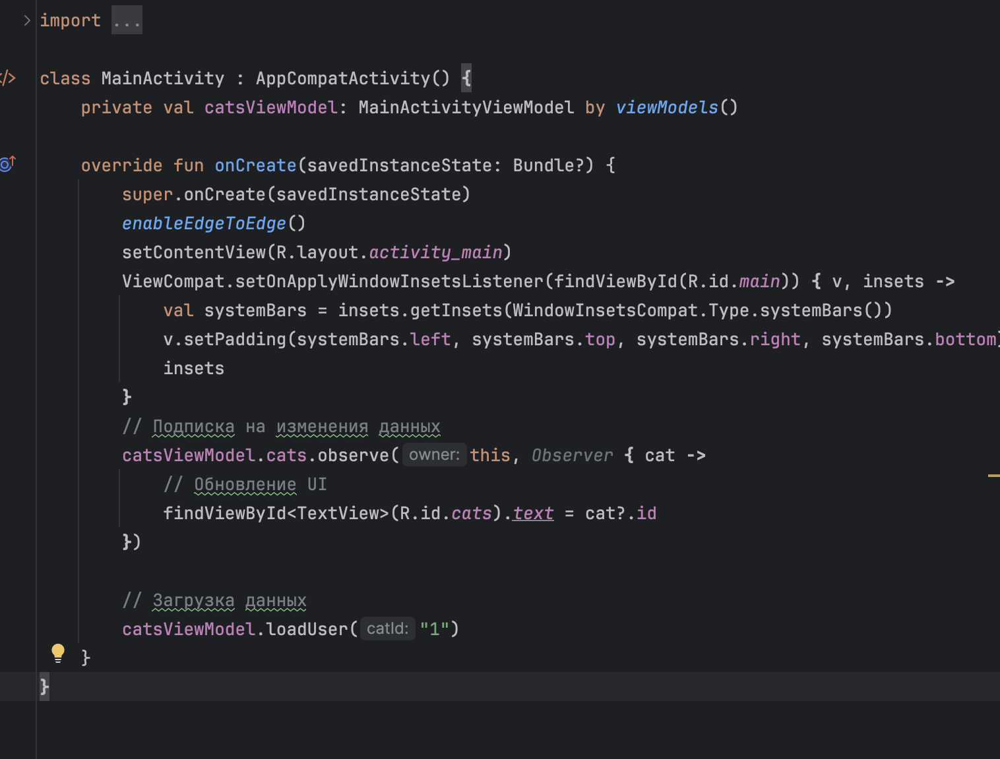 import ...
class MainActivity : AppCompatActivity() {
private val catsViewModel: MainActivityViewModel by viewModels()
override fun onCreate(savedInstanceState: Bundle?) {
super.onCreate(savedInstanceState)
enableEdgeToEdge()
setContentView(R.layout.activity_main)
ViewCompat.setOnApplyWindowInsetsListener(findViewById(R.id.main)) { v, insets ->
val systemBars = insets.getInsets(WindowInsetsCompat.Type.systemBars())
v.setPadding(systemBars.left, systemBars.top, systemBars.right, systemBars.bottom)
insets
}
// Подписка на изменения данных
catsViewModel.cats.observe( owner: this, Observer { cat ->
// Обновление UI
findViewById<TextView>(R.id.cats).text = cat?.id
})
// Загрузка данных
catsViewModel.loadUser( catId: "1")
}
}